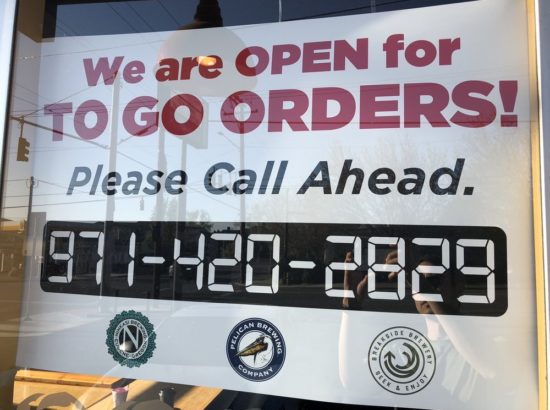 We are OPEN for
TO GO ORDERS!
Please Call Ahead.
971-420-2829
N
PELICAN BREWING
COMPANY
BREAKSIDE BREWERY
GEEK & ENJOY